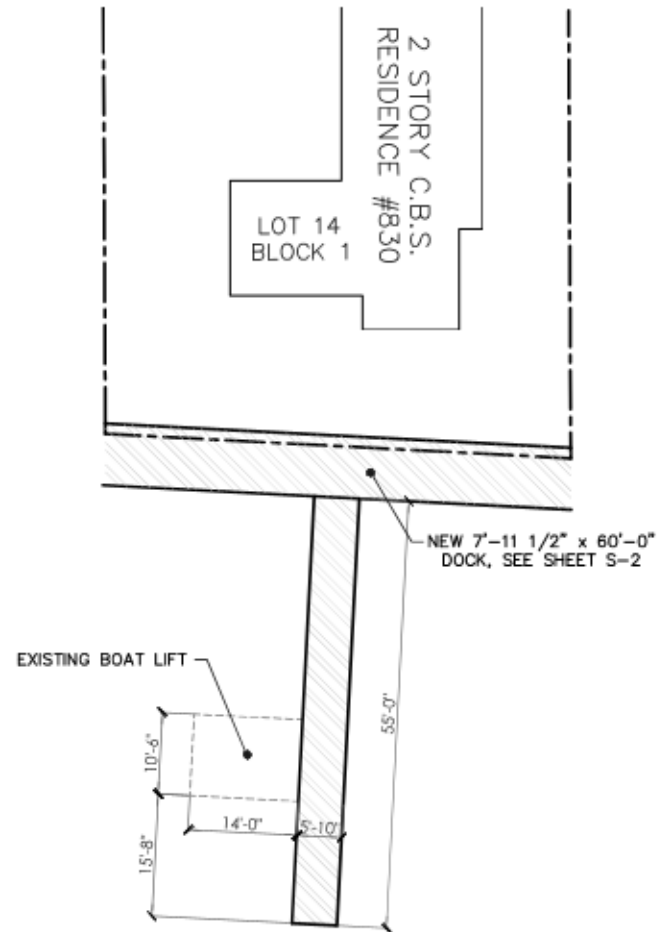 2 STORY C.B.S.
RESIDENCE #830
LOT 14
BLOCK 1
NEW 7'-11 1/2" x 60'-0"
DOCK, SEE SHEET S-2
EXISTING BOAT LIFT
55'-0"
10'-6"
14'-0"
5'-10"
15'-8"